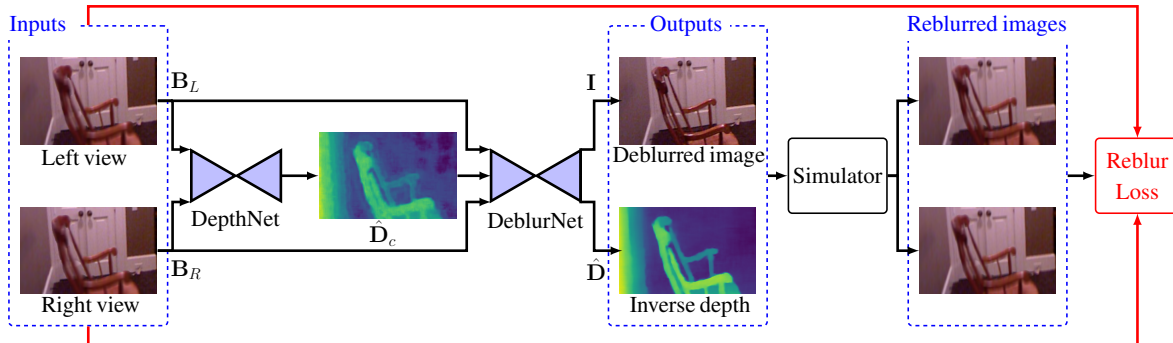 Inputs
Left view
Right view
B_L
B_R
DepthNet
D̂_c
DeblurNet
I
D̂
Outputs
Deblurred image
Inverse depth
Simulator
Reblurred images
Reblur
Loss